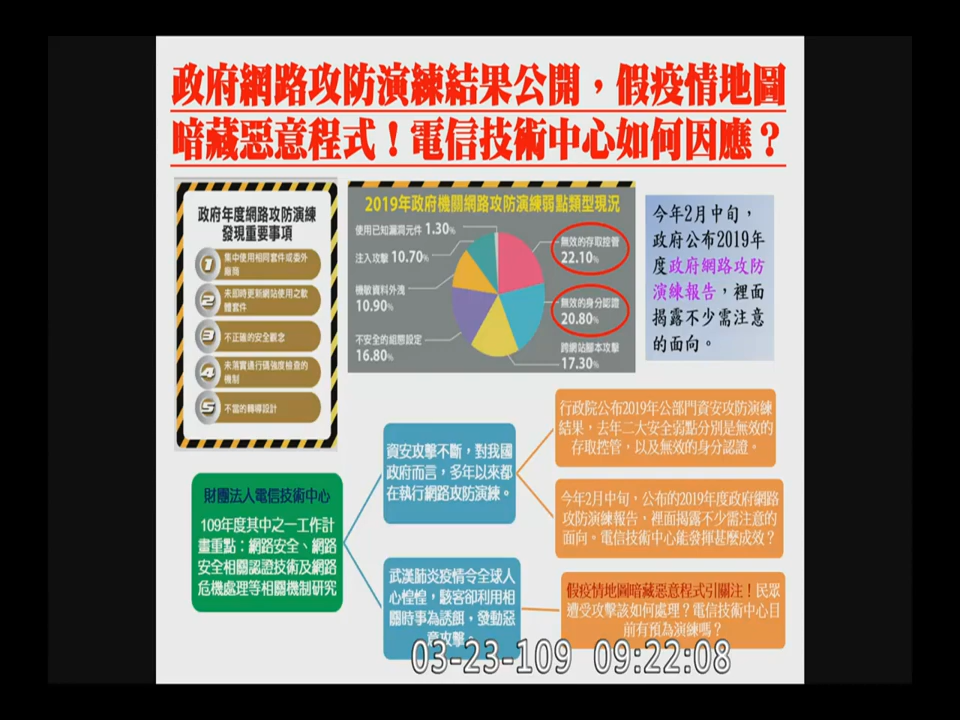 政府網路攻防演練結果公開，假疫情地圖
暗藏惡意程式！電信技術中心如何因應？
政府年度網路攻防演練
發現重要事項
1 集中使用相同套件或委外
廠商
2 未即時更新網站使用之軟
體套件
3 不正確的安全觀念
4 未落實通行碼強度檢查的
機制
5 不當的轉導設計
2019年政府機關網路攻防演練弱點類型現況
使用已知漏洞元件 1.30%
注入攻擊 10.70%
機敏資料外洩
10.90%
不安全的組態設定
16.80%
無效的存取控管
22.10%
無效的身分認證
20.80%
跨網站腳本攻擊
17.30%
今年2月中旬，
政府公布2019年
度政府網路攻防
演練報告，裡面
揭露不少需注意
的面向。
財團法人電信技術中心
109年度其中之一工作計
畫重點：網路安全、網路
安全相關認證技術及網路
危機處理等相關機制研究
資安攻擊不斷，對我國
政府而言，多年以來都
在執行網路攻防演練。
武漢肺炎疫情令全球人
心惶惶，駭客卻利用相
關時事為誘餌，發動惡
意攻擊。
行政院公布2019年公部門資安攻防演練
結果，去年二大安全弱點分別是無效的
存取控管，以及無效的身分認證。
今年2月中旬，公布的2019年度政府網路
攻防演練報告，裡面揭露不少需注意的
面向。電信技術中心能發揮甚麼成效？
假疫情地圖暗藏惡意程式引關注！民眾
遭受攻擊該如何處理？電信技術中心目
前有預為演練嗎？
03-23-109 09:22:08